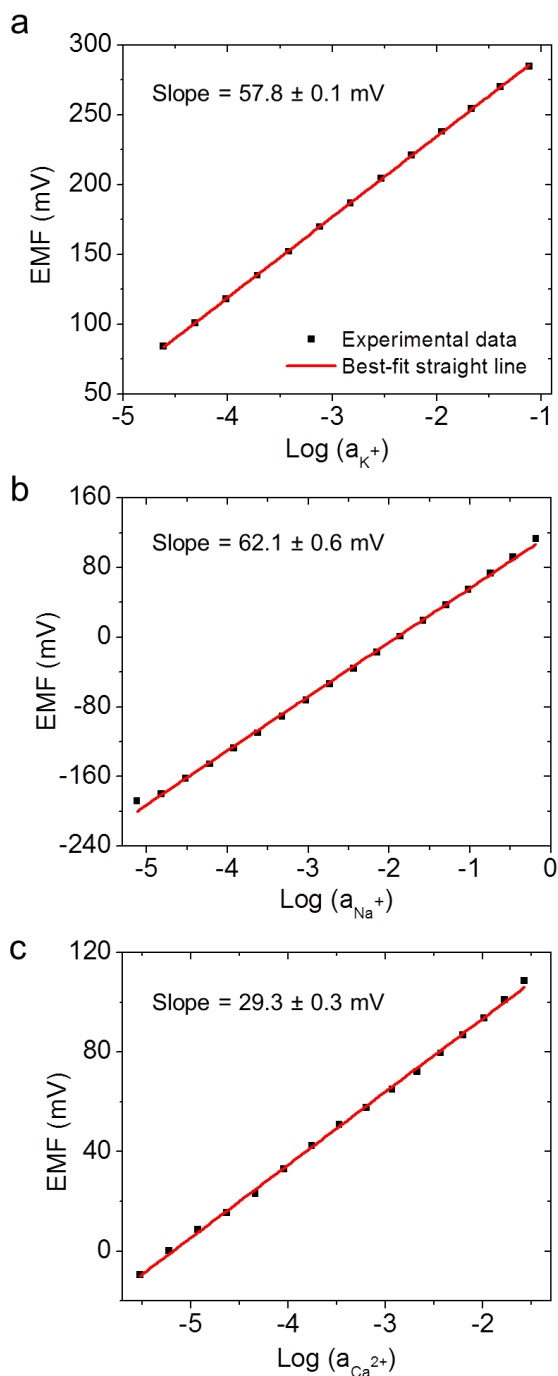 a
300
250
200
150
100
50
EMF (mV)
Slope = 57.8 ± 0.1 mV
Experimental data
Best-fit straight line
-5 -4 -3 -2 -1
Log (a_K⁺)
b
160
80
0
-80
-160
-240
EMF (mV)
Slope = 62.1 ± 0.6 mV
-5 -4 -3 -2 -1 0
Log (a_Na⁺)
c
120
80
40
0
EMF (mV)
Slope = 29.3 ± 0.3 mV
-5 -4 -3 -2
Log (a_Ca²⁺)